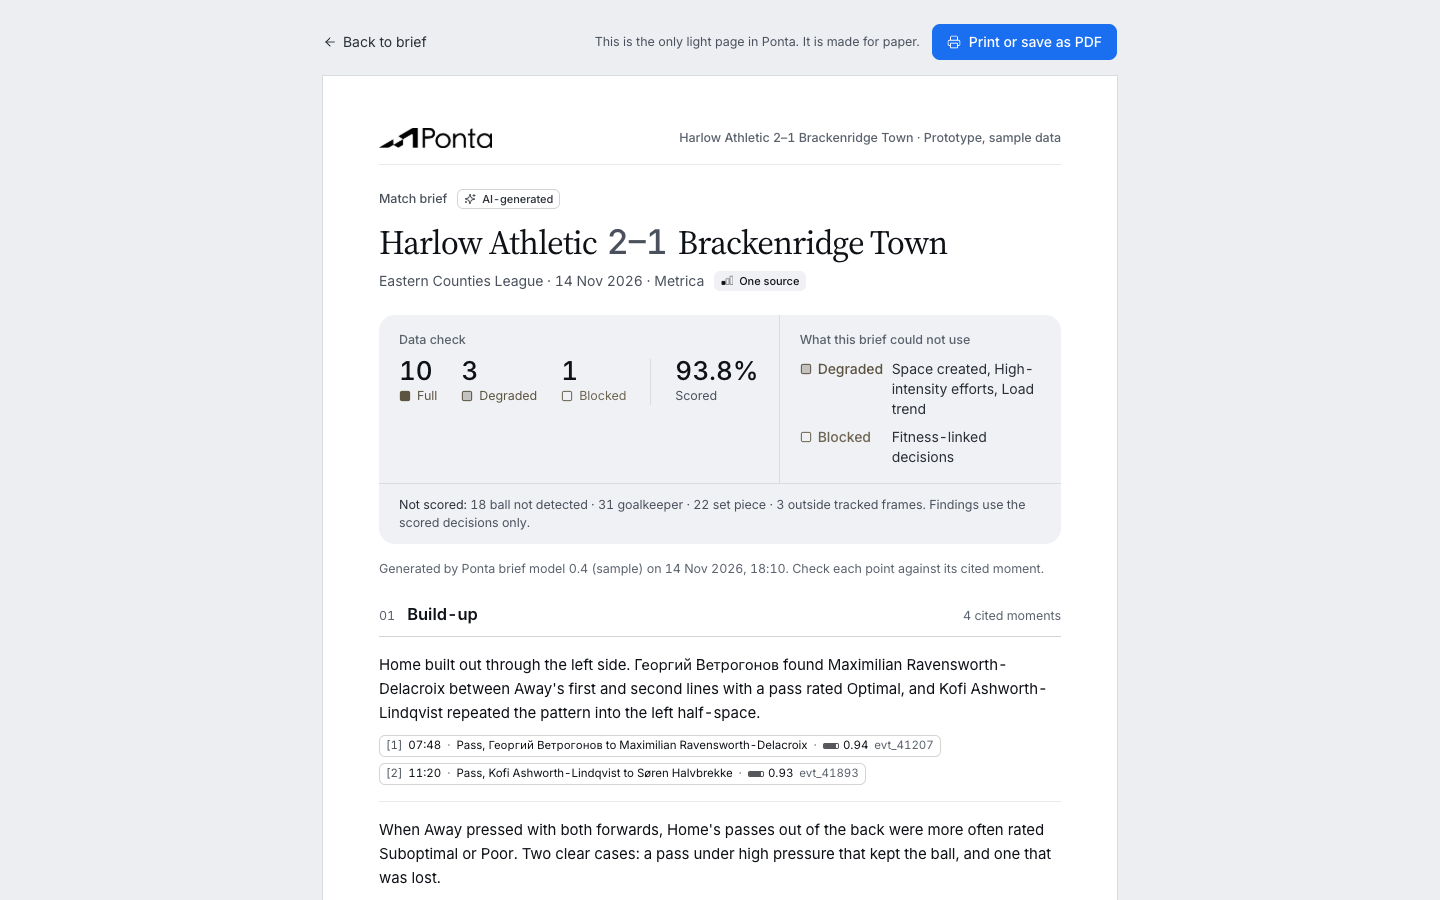 Back to brief
This is the only light page in Ponta. It is made for paper.
Print or save as PDF
Ponta
Harlow Athletic 2–1 Brackenridge Town · Prototype, sample data
Match brief
AI-generated
Harlow Athletic 2–1 Brackenridge Town
Eastern Counties League · 14 Nov 2026 · Metrica
One source
Data check
10 3 1 93.8%
Full Degraded Blocked Scored
What this brief could not use
Degraded Space created, High-
intensity efforts, Load
trend
Blocked Fitness-linked
decisions
Not scored: 18 ball not detected · 31 goalkeeper · 22 set piece · 3 outside tracked frames. Findings use the
scored decisions only.
Generated by Ponta brief model 0.4 (sample) on 14 Nov 2026, 18:10. Check each point against its cited moment.
01 Build-up
4 cited moments
Home built out through the left side. Георгий Ветрогонов found Maximilian Ravensworth-
Delacroix between Away's first and second lines with a pass rated Optimal, and Kofi Ashworth-
Lindqvist repeated the pattern into the left half-space.
[1] 07:48 · Pass, Георгий Ветрогонов to Maximilian Ravensworth-Delacroix · 0.94 evt_41207
[2] 11:20 · Pass, Kofi Ashworth-Lindqvist to Søren Halvbrekke · 0.93 evt_41893
When Away pressed with both forwards, Home's passes out of the back were more often rated
Suboptimal or Poor. Two clear cases: a pass under high pressure that kept the ball, and one that
was lost.